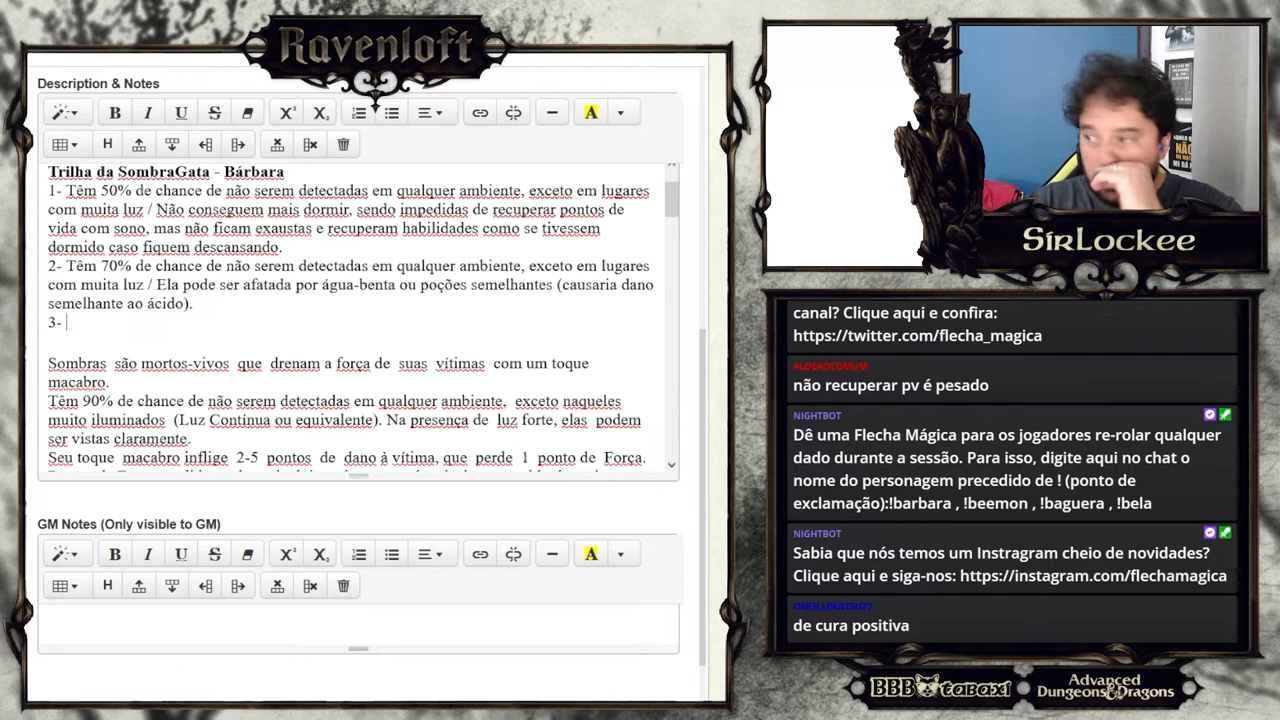 Ravenloft
Description & Notes
B I U S X² X₂ A
H
Trilha da SombraGata - Bárbara
1- Têm 50% de chance de não serem detectadas em qualquer ambiente, exceto em lugares
com muita luz / Não conseguem mais dormir, sendo impedidas de recuperar pontos de
vida com sono, mas não ficam exaustas e recuperam habilidades como se tivessem
dormido caso fiquem descansando.
2- Têm 70% de chance de não serem detectadas em qualquer ambiente, exceto em lugares
com muita luz / Ela pode ser afatada por água-benta ou poções semelhantes (causaria dano
semelhante ao ácido).
3-
Sombras são mortos-vivos que drenam a força de suas vítimas com um toque
macabro.
Têm 90% de chance de não serem detectadas em qualquer ambiente, exceto naqueles
muito iluminados (Luz Contínua ou equivalente). Na presença de luz forte, elas podem
ser vistas claramente.
Seu toque macabro inflige 2-5 pontos de dano à vítima, que perde 1 ponto de Força.
GM Notes (Only visible to GM)
B I U S X² X₂ A
H
SirLockee
canal? Clique aqui e confira:
https://twitter.com/flecha_magica
ALDEAOCOMUM
não recuperar pv é pesado
NIGHTBOT
Dê uma Flecha Mágica para os jogadores re-rolar qualquer
dado durante a sessão. Para isso, digite aqui no chat o
nome do personagem precedido de ! (ponto de
exclamação):!barbara , !beemon , !baguera , !bela
NIGHTBOT
Sabia que nós temos um Instragram cheio de novidades?
Clique aqui e siga-nos: https://instagram.com/flechamagica
de cura positiva
BBB tabaxi
Advanced
Dungeons & Dragons